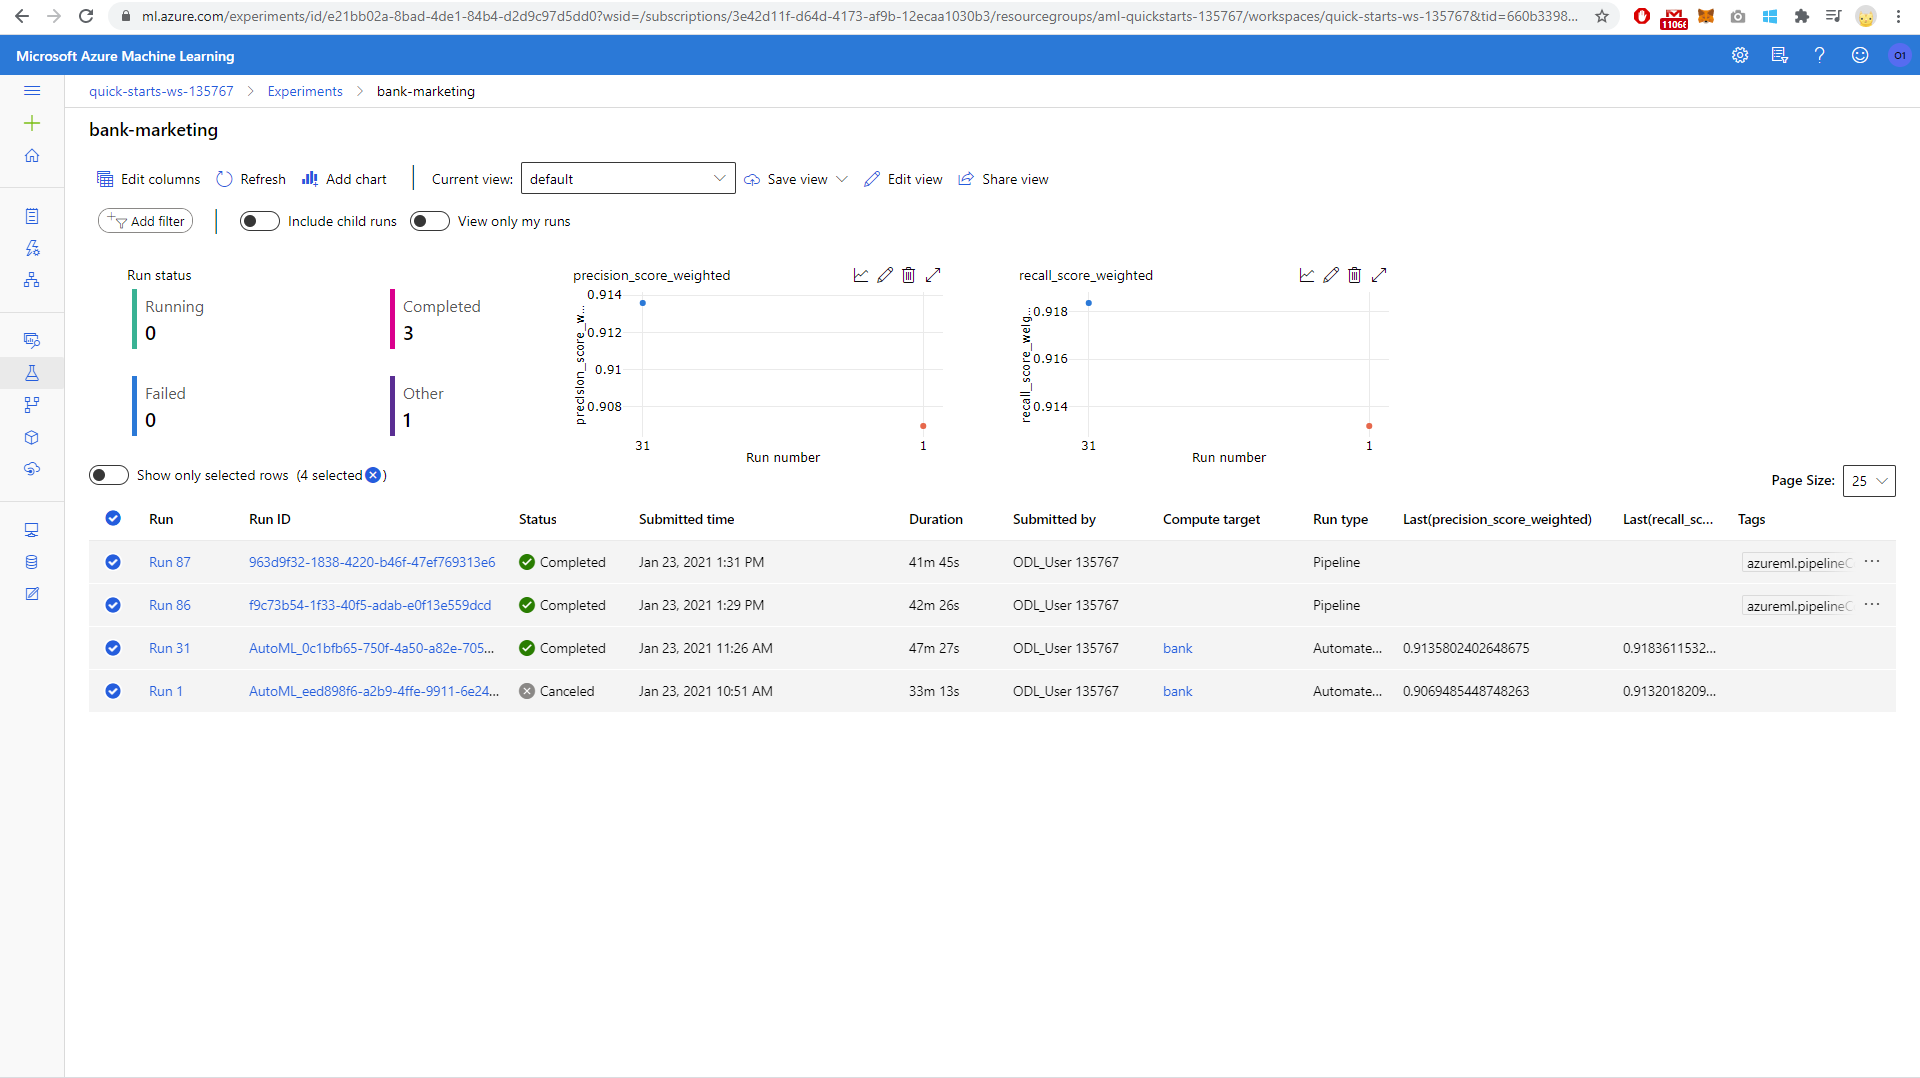 ml.azure.com/experiments/id/e21bb02a-8bad-4de1-84b4-d2d9c97d5dd0?wsid=/subscriptions/3e42d11f-d64d-4173-af9b-12ecaa1030b3/resourcegroups/aml-quickstarts-135767/workspaces/quick-starts-ws-135767&tid=660b3398...
11066
Microsoft Azure Machine Learning
O1
quick-starts-ws-135767 > Experiments > bank-marketing
bank-marketing
Edit columns Refresh Add chart Current view: default Save view Edit view Share view
Add filter Include child runs View only my runs
Run status
Running
0
Completed
3
Failed
0
Other
1
precision_score_weighted
precision_score_w...
0.914
0.912
0.91
0.908
31 1
Run number
recall_score_weighted
recall_score_weig...
0.918
0.916
0.914
31 1
Run number
Show only selected rows (4 selected )
Page Size: 25
Run Run ID Status Submitted time Duration Submitted by Compute target Run type Last(precision_score_weighted) Last(recall_sc... Tags
Run 87 963d9f32-1838-4220-b46f-47ef769313e6 Completed Jan 23, 2021 1:31 PM 41m 45s ODL_User 135767 Pipeline azureml.pipelineC ...
Run 86 f9c73b54-1f33-40f5-adab-e0f13e559dcd Completed Jan 23, 2021 1:29 PM 42m 26s ODL_User 135767 Pipeline azureml.pipelineC ...
Run 31 AutoML_0c1bfb65-750f-4a50-a82e-705... Completed Jan 23, 2021 11:26 AM 47m 27s ODL_User 135767 bank Automate... 0.9135802402648675 0.9183611532...
Run 1 AutoML_eed898f6-a2b9-4ffe-9911-6e24... Canceled Jan 23, 2021 10:51 AM 33m 13s ODL_User 135767 bank Automate... 0.9069485448748263 0.9132018209...